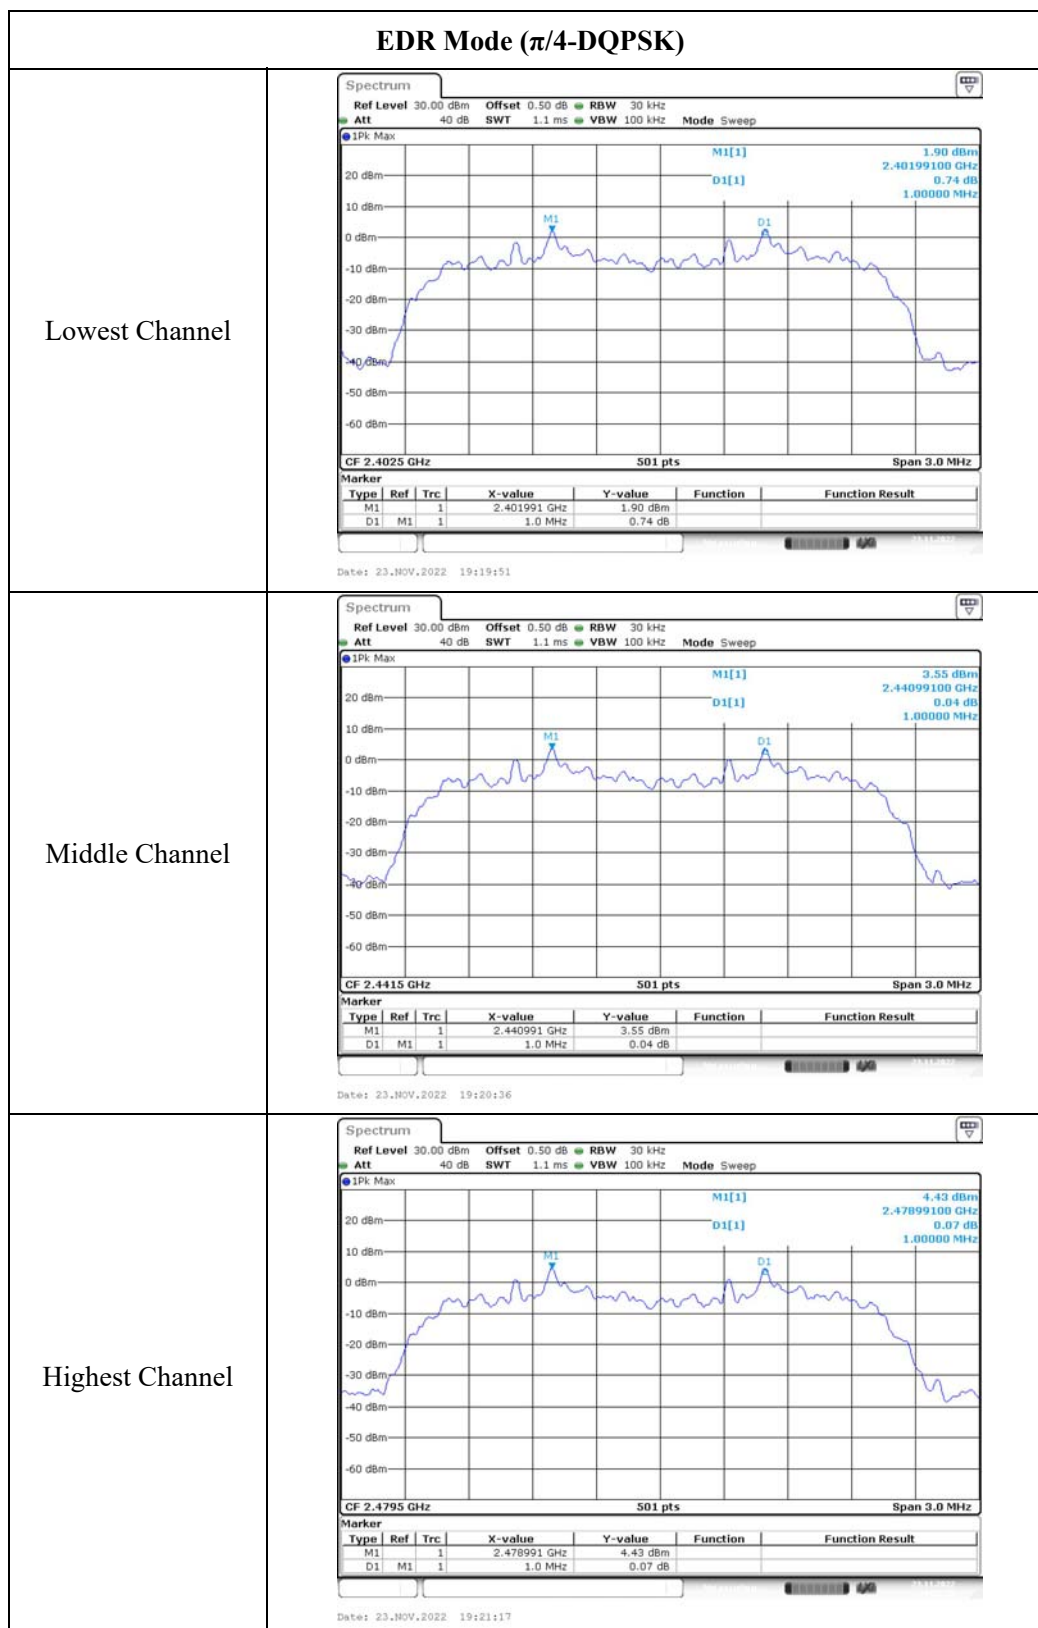 EDR Mode (π/4-DQPSK)
Lowest Channel
Spectrum
Ref Level 30.00 dBm Offset 0.50 dB RBW 30 kHz
Att 40 dB SWT 1.1 ms VBW 100 kHz Mode Sweep
1Pk Max
M1[1] 1.90 dBm
2.40199100 GHz
20 dBm
D1[1] 0.74 dB
1.00000 MHz
10 dBm
M1
D1
0 dBm
-10 dBm
-20 dBm
-30 dBm
-40 dBm
-50 dBm
-60 dBm
CF 2.4025 GHz 501 pts Span 3.0 MHz
Marker
Type Ref Trc X-value Y-value Function Function Result
M1 1 2.401991 GHz 1.90 dBm
D1 M1 1 1.0 MHz 0.74 dB
Date: 23.NOV.2022 19:19:51
Middle Channel
Spectrum
Ref Level 30.00 dBm Offset 0.50 dB RBW 30 kHz
Att 40 dB SWT 1.1 ms VBW 100 kHz Mode Sweep
1Pk Max
M1[1] 3.55 dBm
2.44099100 GHz
20 dBm
D1[1] 0.04 dB
1.00000 MHz
10 dBm
M1
D1
0 dBm
-10 dBm
-20 dBm
-30 dBm
-40 dBm
-50 dBm
-60 dBm
CF 2.4415 GHz 501 pts Span 3.0 MHz
Marker
Type Ref Trc X-value Y-value Function Function Result
M1 1 2.440991 GHz 3.55 dBm
D1 M1 1 1.0 MHz 0.04 dB
Date: 23.NOV.2022 19:20:36
Highest Channel
Spectrum
Ref Level 30.00 dBm Offset 0.50 dB RBW 30 kHz
Att 40 dB SWT 1.1 ms VBW 100 kHz Mode Sweep
1Pk Max
M1[1] 4.43 dBm
2.47899100 GHz
20 dBm
D1[1] 0.07 dB
1.00000 MHz
10 dBm
M1
D1
0 dBm
-10 dBm
-20 dBm
-30 dBm
-40 dBm
-50 dBm
-60 dBm
CF 2.4795 GHz 501 pts Span 3.0 MHz
Marker
Type Ref Trc X-value Y-value Function Function Result
M1 1 2.478991 GHz 4.43 dBm
D1 M1 1 1.0 MHz 0.07 dB
Date: 23.NOV.2022 19:21:17